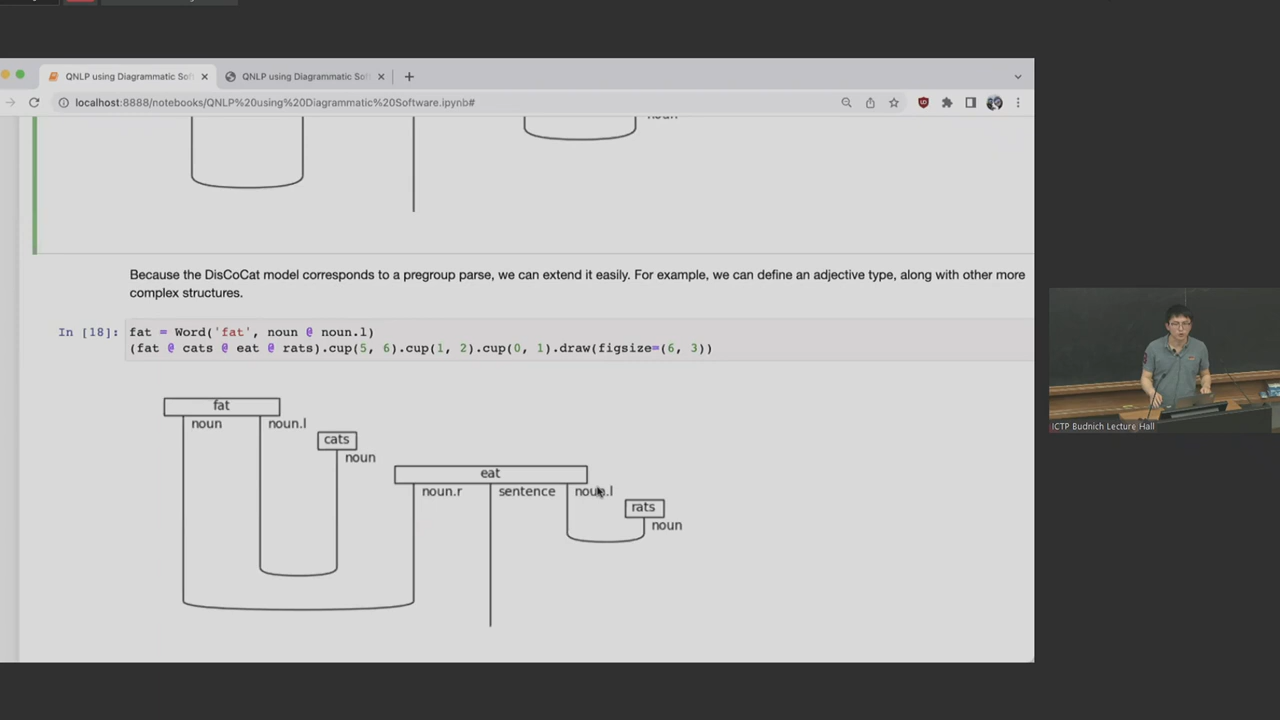 QNLP using Diagrammatic Sof
QNLP using Diagrammatic Sof
localhost:8888/notebooks/QNLP%20using%20Diagrammatic%20Software.ipynb#
noun
Because the DisCoCat model corresponds to a pregroup parse, we can extend it easily. For example, we can define an adjective type, along with other more
complex structures.
In [18]: fat = Word('fat', noun @ noun.l)
(fat @ cats @ eat @ rats).cup(5, 6).cup(1, 2).cup(0, 1).draw(figsize=(6, 3))
fat
noun noun.l
cats
noun
eat
noun.r sentence noun.l
rats
noun
ICTP Budnich Lecture Hall